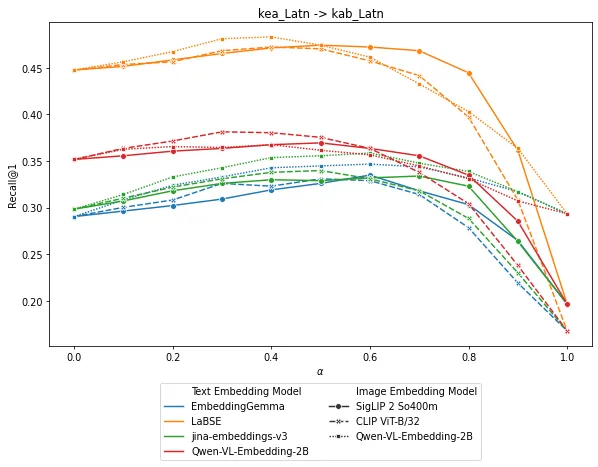 kea_Latn -> kab_Latn
Recall@1
0.45
0.40
0.35
0.30
0.25
0.20
0.0
0.2
0.4
0.6
0.8
1.0
α
Text Embedding Model
EmbeddingGemma
LaBSE
jina-embeddings-v3
Qwen-VL-Embedding-2B
Image Embedding Model
SigLIP 2 So400m
CLIP ViT-B/32
Qwen-VL-Embedding-2B